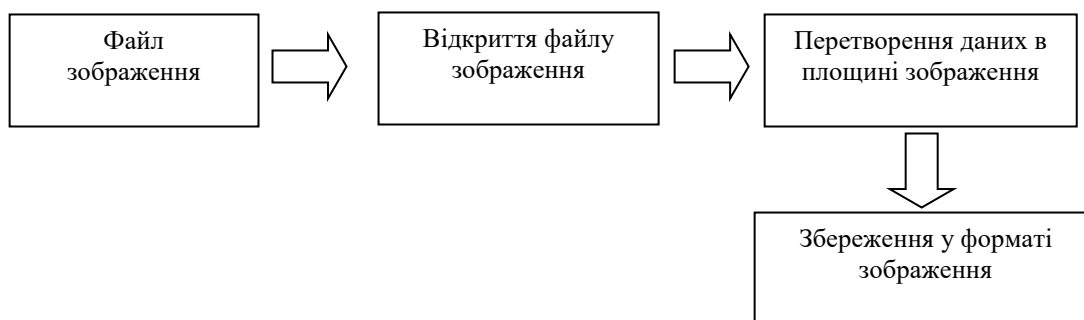 Файл
зображення
Відкриття файлу
зображення
Перетворення даних в
площині зображення
Збереження у форматі
зображення